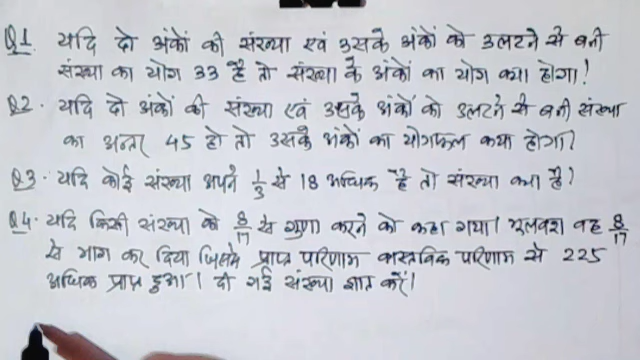 Q1. यदि दो अंकों की संख्या एवं उसके अंकों को उलटने से बनी
संख्या का योग 33 है तो संख्या के अंकों का योग क्या होगा!
Q2. यदि दो अंकों की संख्या एवं उसके अंकों को उलटने से बनी संख्या
का अन्तर 45 हो तो उसके अंकों का योगफल क्या होगा?
Q3. यदि कोई संख्या अपने 1/3 से 18 अधिक है तो संख्या क्या है?
Q4. यदि किसी संख्या को 8/17 से गुणा करने को कहा गया। भूलवश वह 8/17
से भाग कर दिया जिससे प्राप्त परिणाम वास्तविक परिणाम से 225
अधिक प्राप्त हुआ। दी गई संख्या ज्ञात करें।